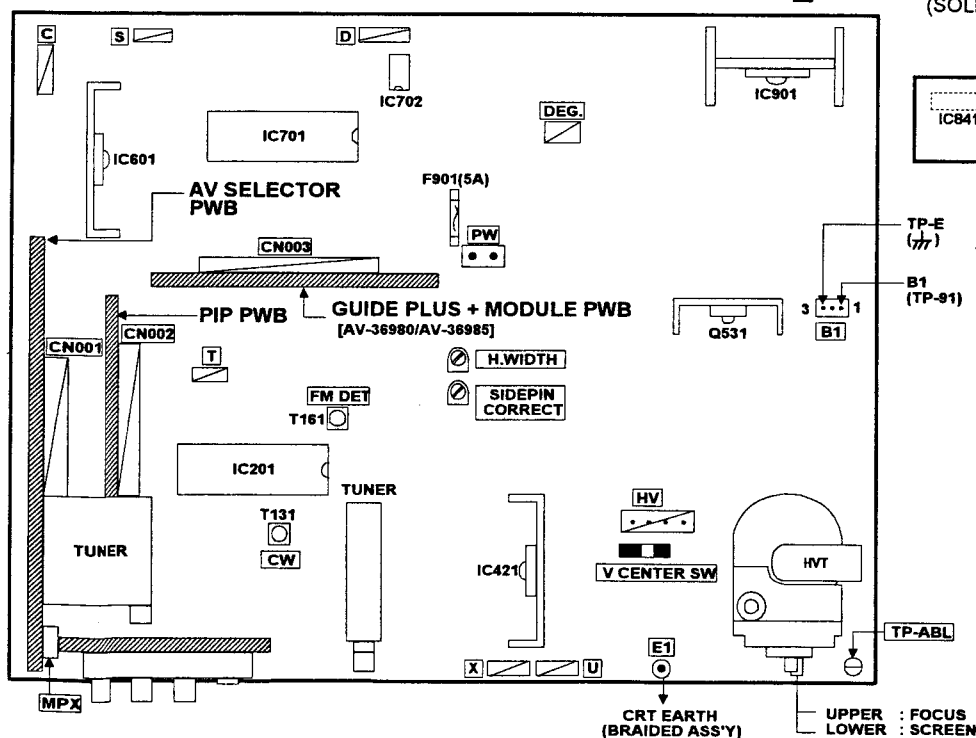 (SOL
C
S
D
IC702
IC901
IC841
DEG.
IC701
IC601
F901(5A)
AV SELECTOR
PWB
PW
TP-E
CN003
B1
(TP-91)
GUIDE PLUS + MODULE PWB
[AV-36980/AV-36985]
3
1
B1
PIP PWB
Q531
CN001
CN002
T
H.WIDTH
FM DET
T161
SIDEPIN
CORRECT
IC201
TUNER
HV
T131
CW
TUNER
IC421
V CENTER SW
HVT
TP-ABL
E1
X
U
MPX
CRT EARTH
(BRAIDED ASS'Y)
UPPER : FOCUS
LOWER : SCREEN